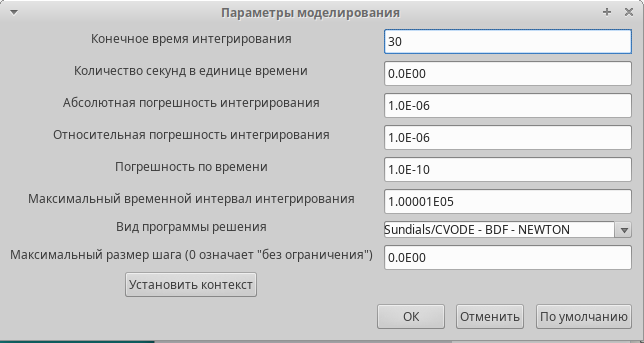 Параметры моделирования
Конечное время интегрирования 30
Количество секунд в единице времени 0.0E00
Абсолютная погрешность интегрирования 1.0E-06
Относительная погрешность интегрирования 1.0E-06
Погрешность по времени 1.0E-10
Максимальный временной интервал интегрирования 1.00001E05
Вид программы решения Sundials/CVODE - BDF - NEWTON
Максимальный размер шага (0 означает "без ограничения") 0.0E00
Установить контекст
ОК Отменить По умолчанию